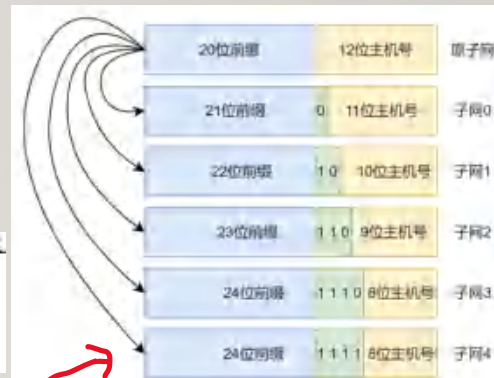 20位前缀 12位主机号 原子网
21位前缀 0 11位主机号 子网0
22位前缀 1 0 10位主机号 子网1
23位前缀 1 1 0 9位主机号 子网2
24位前缀 1 1 1 0 8位主机号 子网3
24位前缀 1 1 1 1 8位主机号 子网4